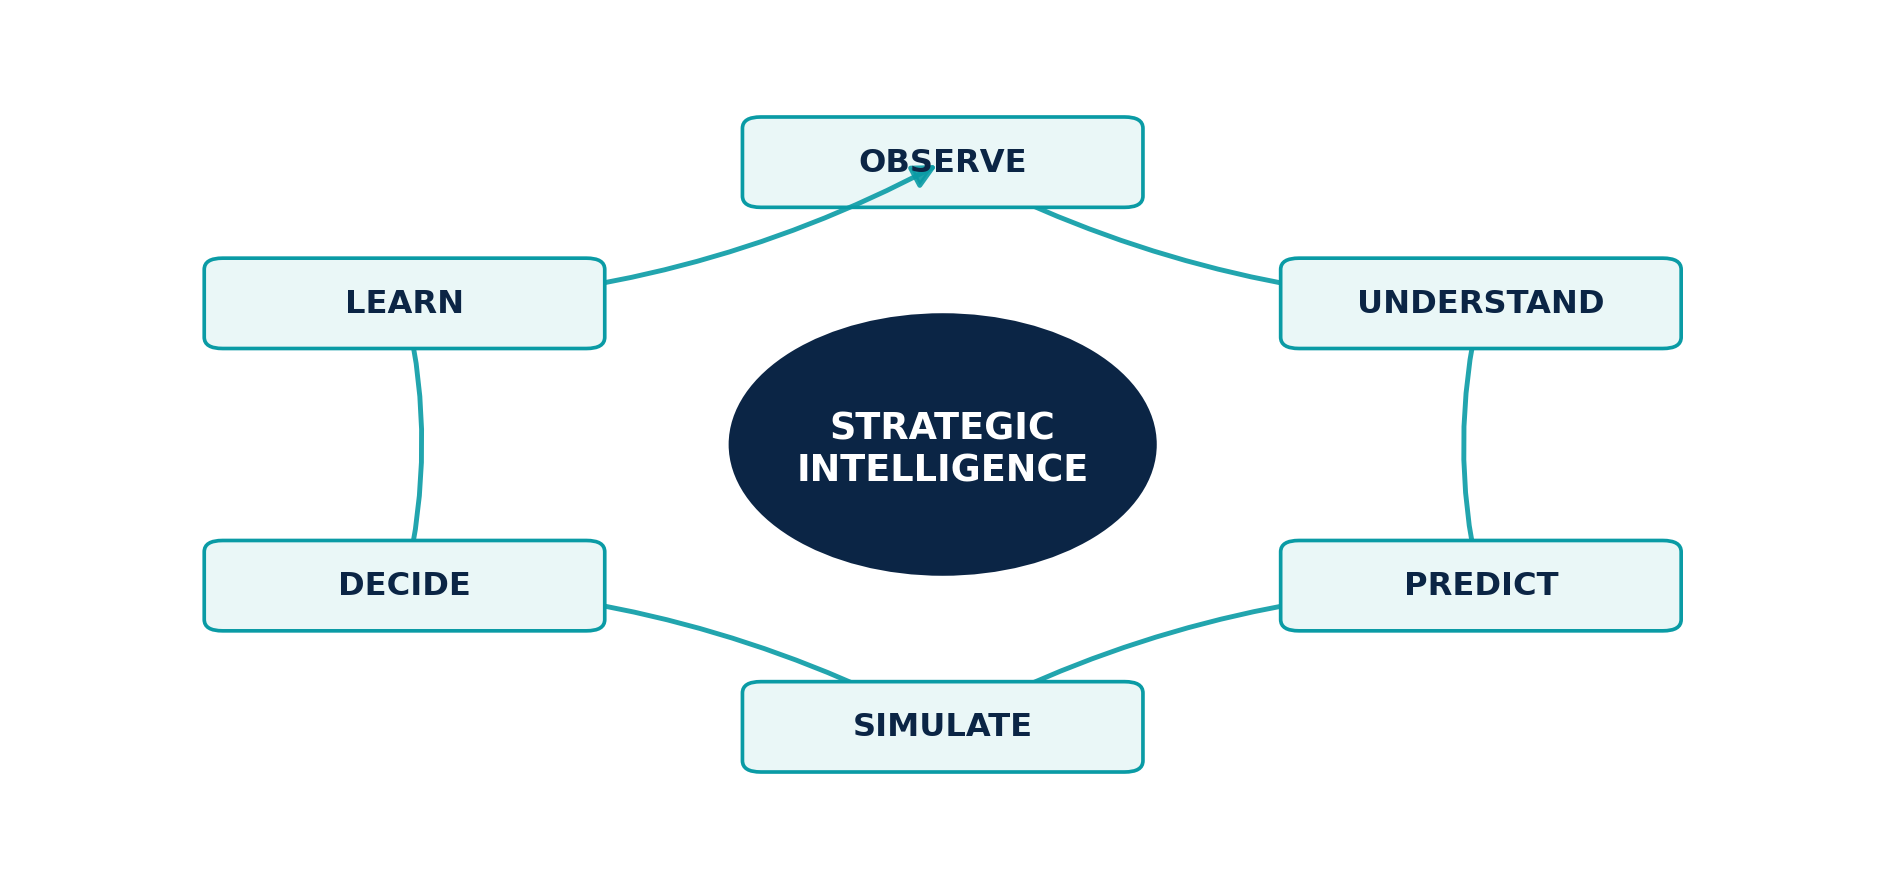 OBSERVE
LEARN
UNDERSTAND
STRATEGIC
INTELLIGENCE
DECIDE
PREDICT
SIMULATE